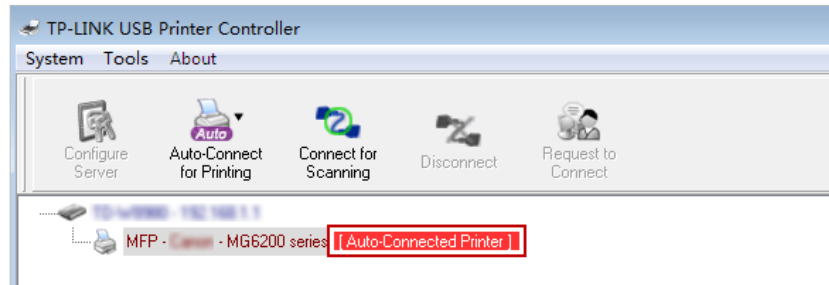 TP-LINK USB Printer Controller
System Tools About
Auto
Configure Server
Auto-Connect for Printing
Connect for Scanning
Disconnect
Request to Connect
MFP - - MG6200 series [ Auto-Connected Printer ]